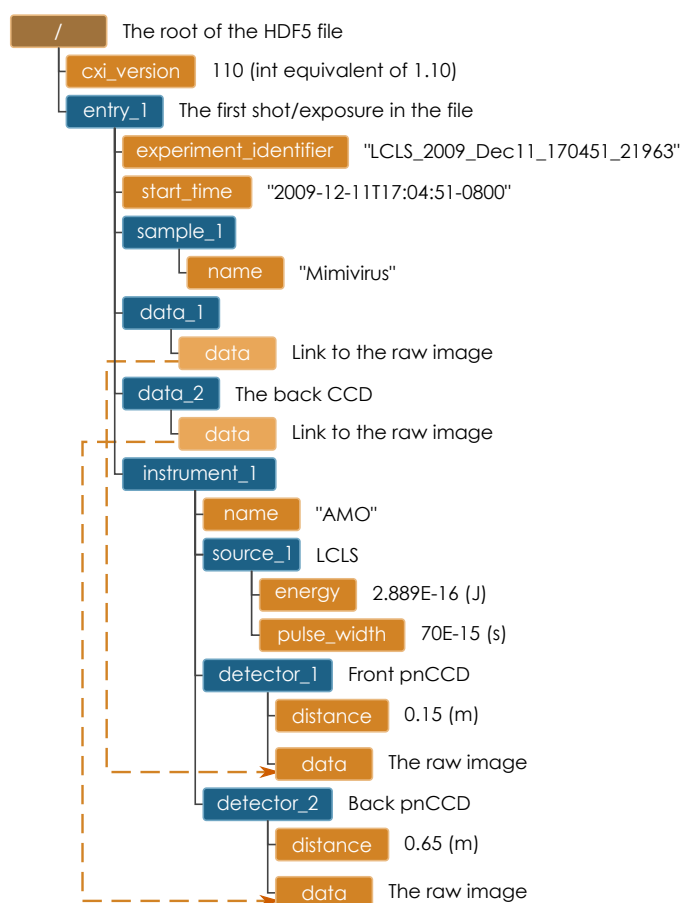 / The root of the HDF5 file
cxi_version 110 (int equivalent of 1.10)
entry_1 The first shot/exposure in the file
experiment_identifier "LCLS_2009_Dec11_170451_21963"
start_time "2009-12-11T17:04:51-0800"
sample_1
name "Mimivirus"
data_1
data Link to the raw image
data_2 The back CCD
data Link to the raw image
instrument_1
name "AMO"
source_1 LCLS
energy 2.889E-16 (J)
pulse_width 70E-15 (s)
detector_1 Front pnCCD
distance 0.15 (m)
data The raw image
detector_2 Back pnCCD
distance 0.65 (m)
data The raw image